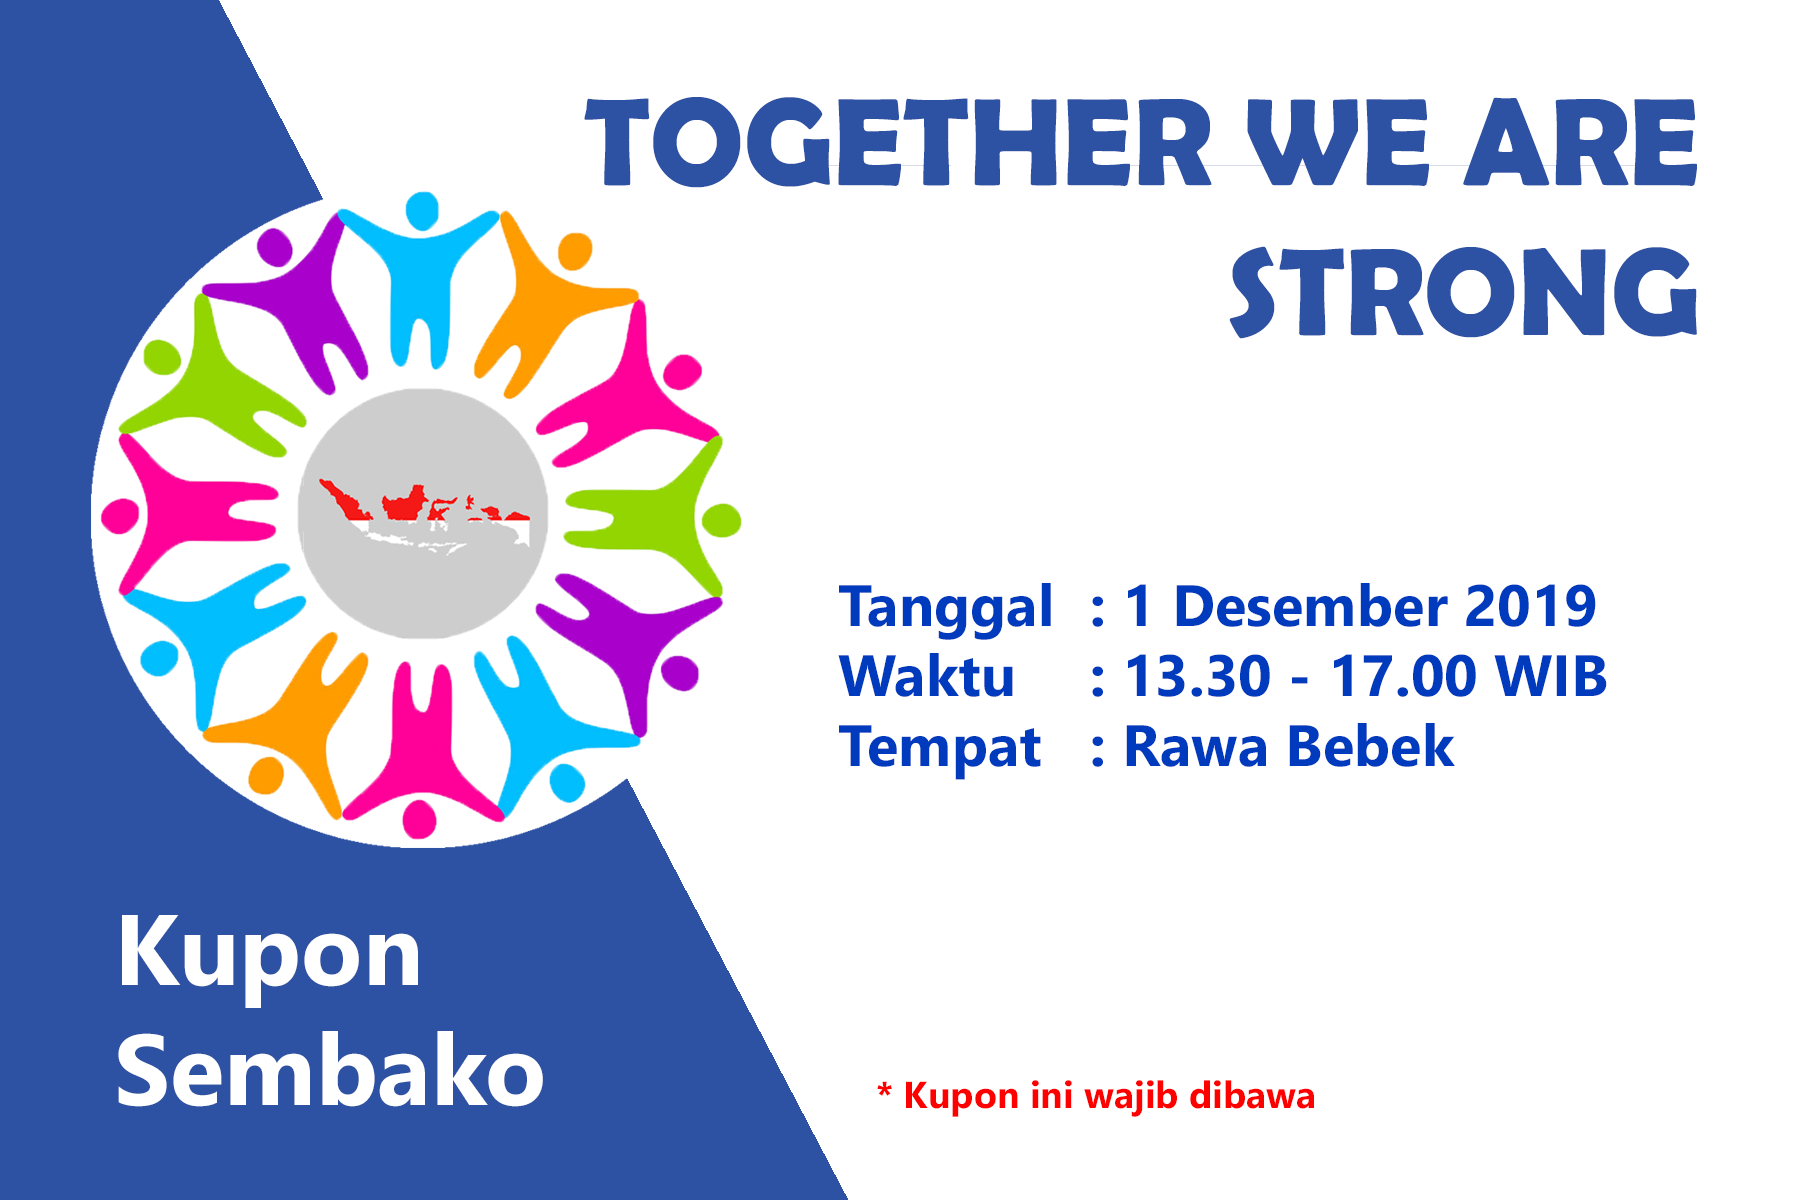 TOGETHER WE ARE
STRONG
Tanggal : 1 Desember 2019
Waktu : 13.30 - 17.00 WIB
Tempat : Rawa Bebek
Kupon
Sembako
* Kupon ini wajib dibawa